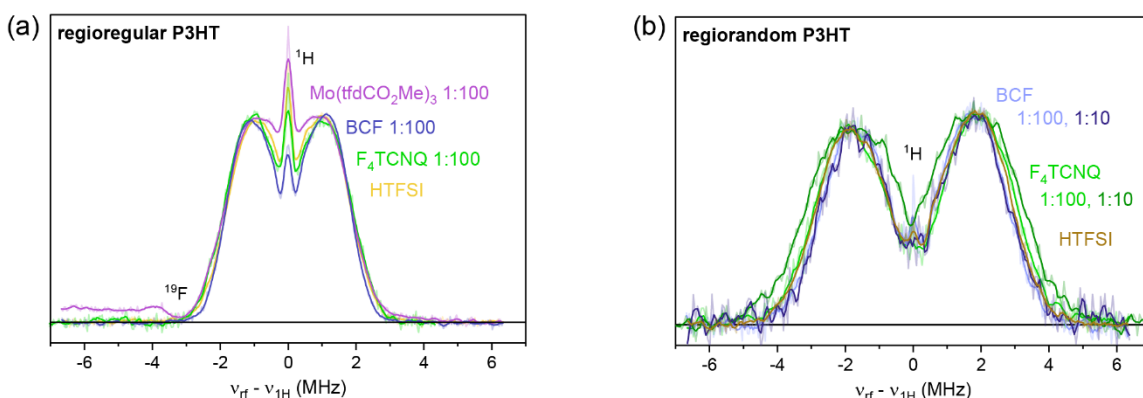 (a)
regioregular P3HT
¹H
Mo(tfdCO₂Me)₃ 1:100
BCF 1:100
F₄TCNQ 1:100
HTFSI
¹⁹F
-6 -4 -2 0 2 4 6
ν_rf - ν_1H (MHz)
(b)
regiorandom P3HT
BCF
1:100, 1:10
¹H
F₄TCNQ
1:100, 1:10
HTFSI
-6 -4 -2 0 2 4 6
ν_rf - ν_1H (MHz)